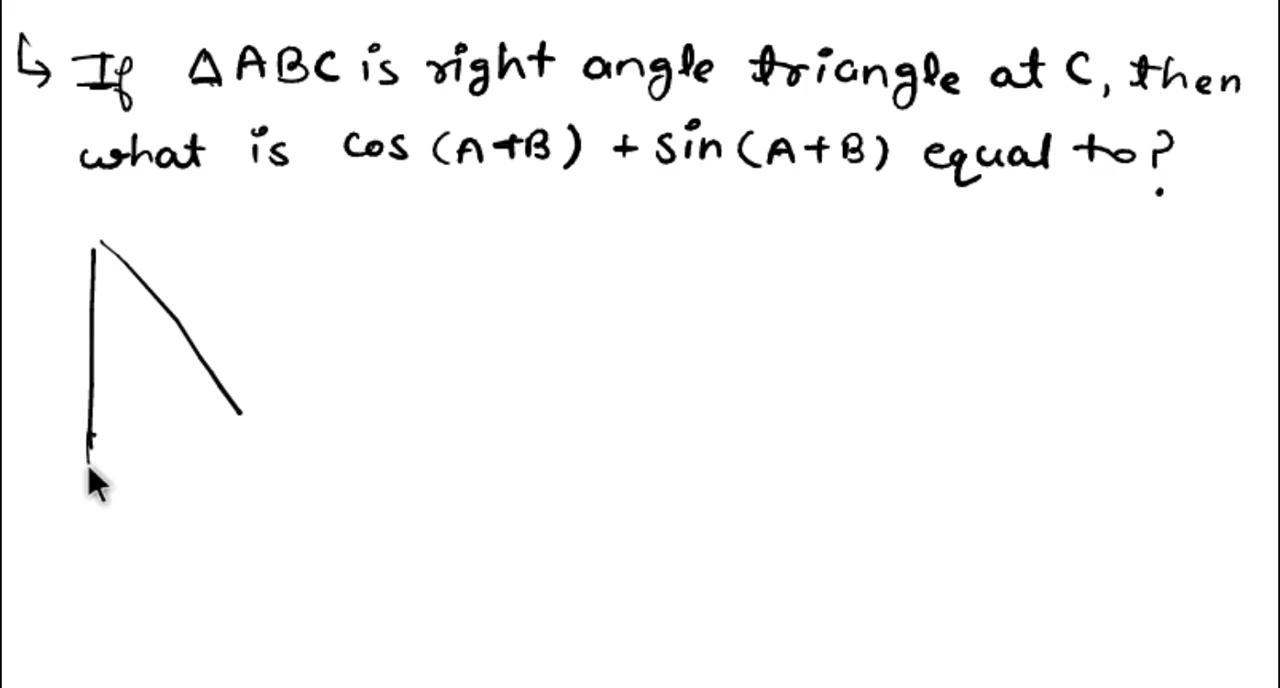 ↳ If ΔABC is right angle triangle at C, then
what is cos (A+B) + sin (A+B) equal to?